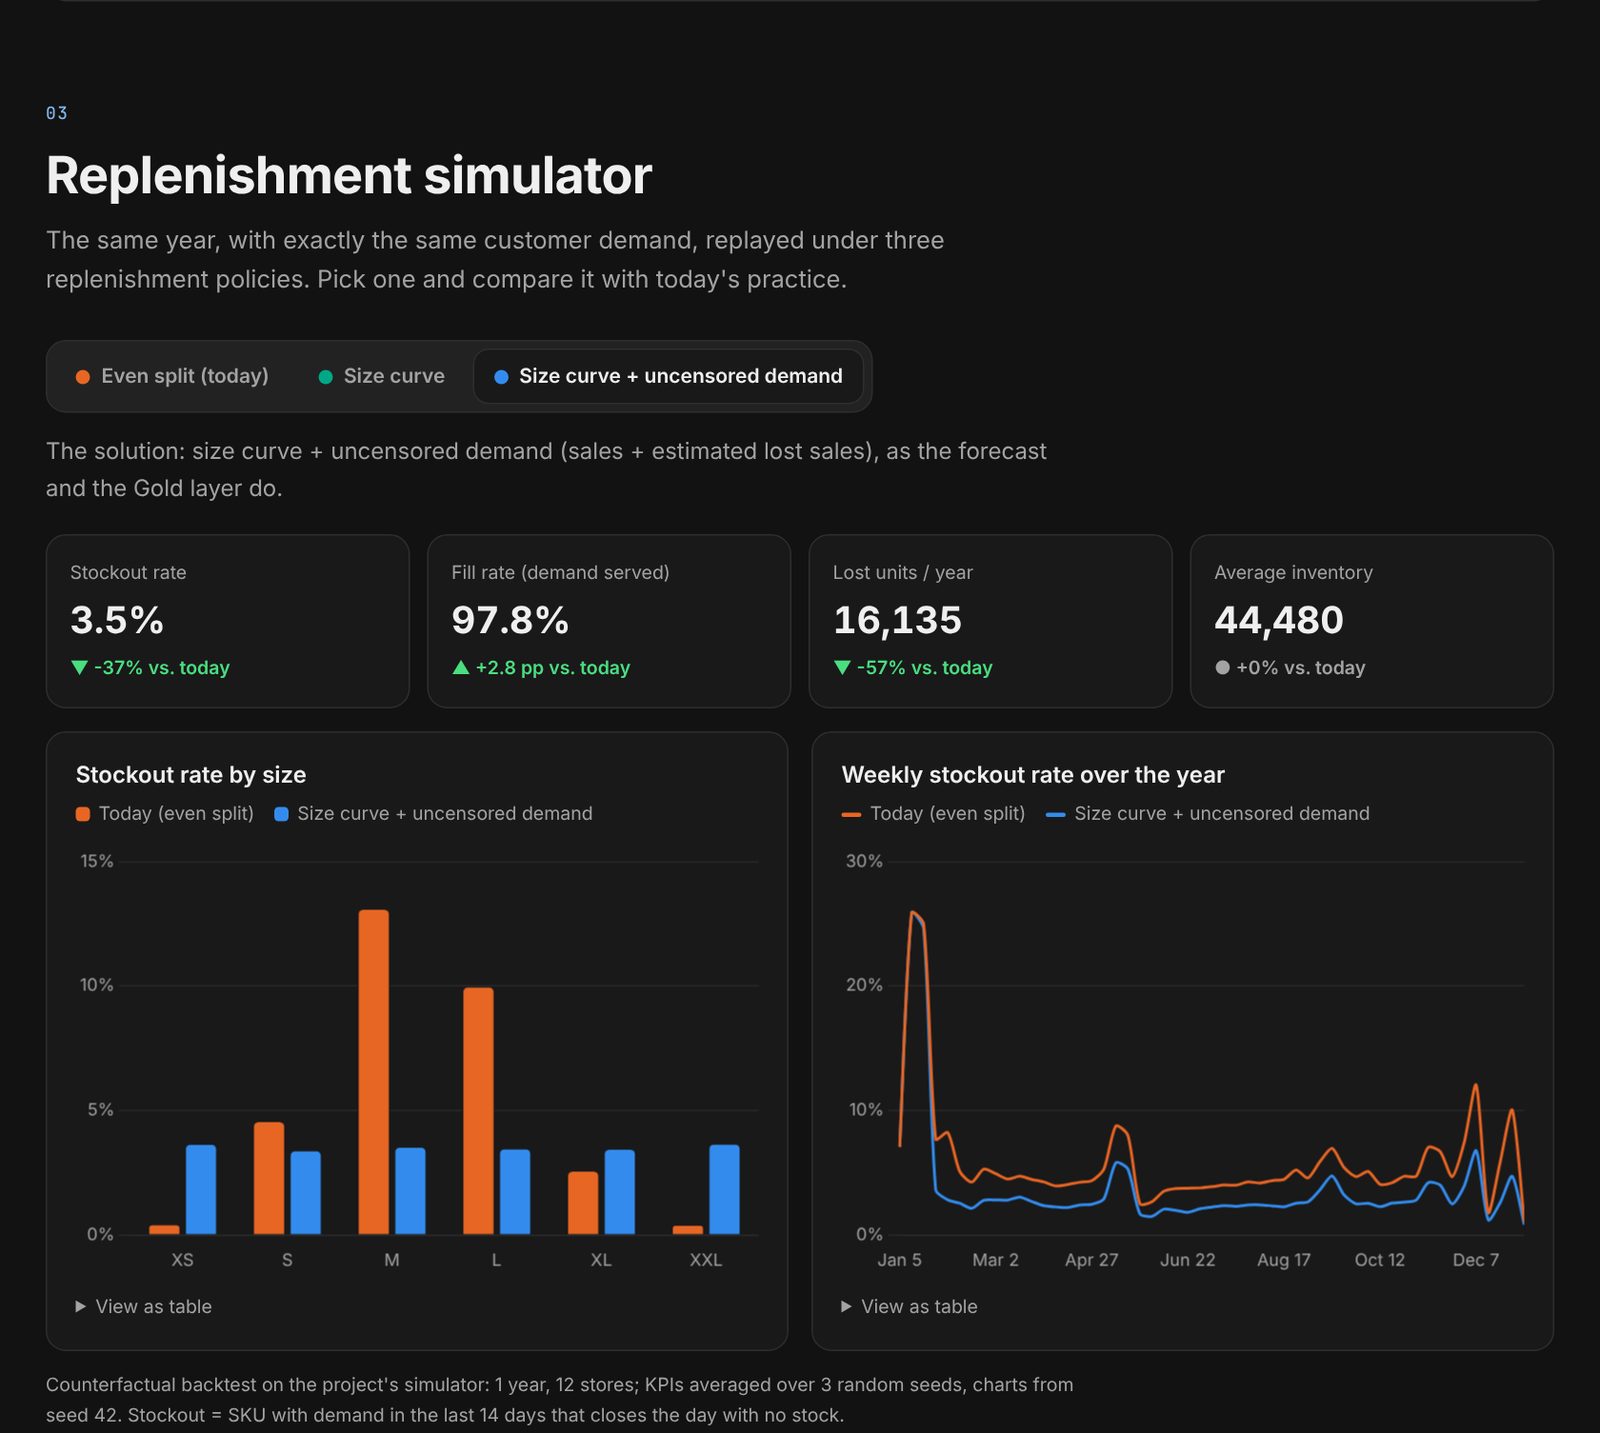 03
Replenishment simulator
The same year, with exactly the same customer demand, replayed under three
replenishment policies. Pick one and compare it with today's practice.
Even split (today) Size curve Size curve + uncensored demand
The solution: size curve + uncensored demand (sales + estimated lost sales), as the forecast
and the Gold layer do.
Stockout rate
3.5%
▼ -37% vs. today
Fill rate (demand served)
97.8%
▲ +2.8 pp vs. today
Lost units / year
16,135
▼ -57% vs. today
Average inventory
44,480
● +0% vs. today
Stockout rate by size
Today (even split) Size curve + uncensored demand
15%
10%
5%
0%
XS S M L XL XXL
▶ View as table
Weekly stockout rate over the year
Today (even split) Size curve + uncensored demand
30%
20%
10%
0%
Jan 5 Mar 2 Apr 27 Jun 22 Aug 17 Oct 12 Dec 7
▶ View as table
Counterfactual backtest on the project's simulator: 1 year, 12 stores; KPIs averaged over 3 random seeds, charts from
seed 42. Stockout = SKU with demand in the last 14 days that closes the day with no stock.